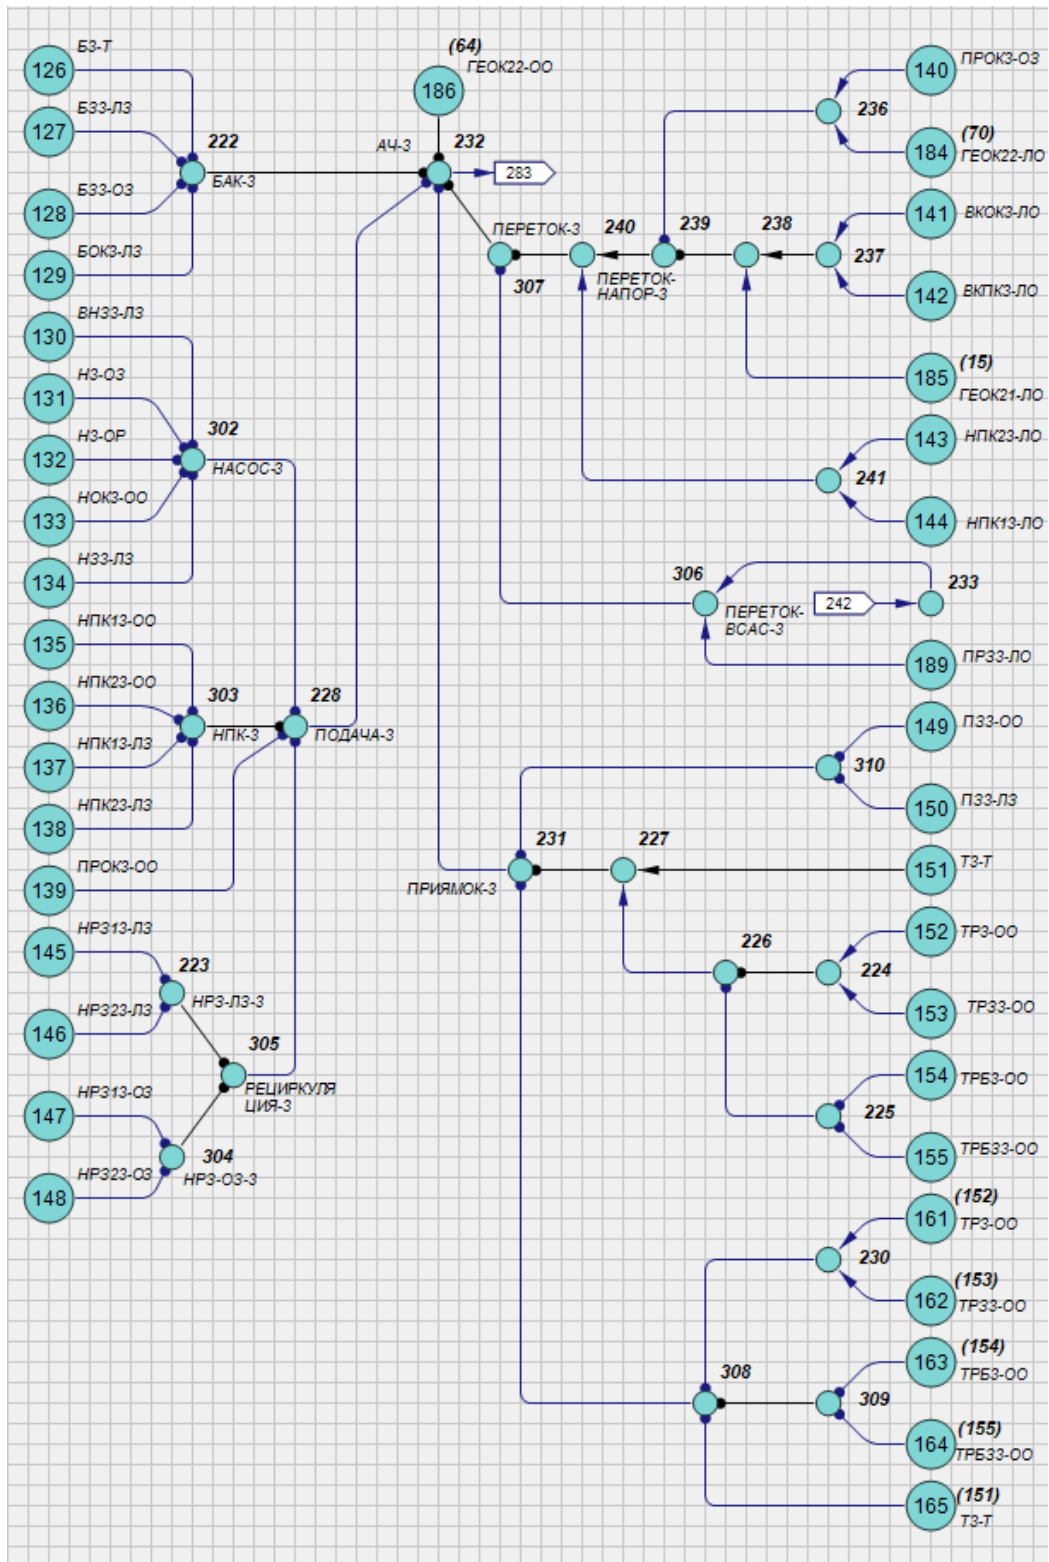 126
БЗ-Т
127
БЗЗ-ЛЗ
128
БЗЗ-ОЗ
129
БОКЗ-ЛЗ
222
БАК-3
130
ВНЗЗ-ЛЗ
131
НЗ-ОЗ
132
НЗ-ОР
133
НОКЗ-ОО
134
НЗЗ-ЛЗ
302
НАСОС-3
135
НПК13-ОО
136
НПК23-ОО
137
НПК13-ЛЗ
138
НПК23-ЛЗ
303
НПК-3
228
ПОДАЧА-3
139
ПРОКЗ-ОО
145
НРЗ13-ЛЗ
146
НРЗ23-ЛЗ
223
НРЗ-ЛЗ-3
147
НРЗ13-ОЗ
148
НРЗ23-ОЗ
304
НРЗ-ОЗ-3
305
РЕЦИРКУЛЯ
ЦИЯ-3
(64)
186
ГЕОК22-ОО
АЧ-3
232
283
ПЕРЕТОК-3
307
240
ПЕРЕТОК-
НАПОР-3
239
238
237
236
140
ПРОКЗ-ОЗ
184
(70)
ГЕОК22-ЛО
141
ВКОКЗ-ЛО
142
ВКПКЗ-ЛО
185
(15)
ГЕОК21-ЛО
143
НПК23-ЛО
241
144
НПК13-ЛО
306
ПЕРЕТОК-
ВСАС-3
242
233
189
ПРЗЗ-ЛО
149
ПЗЗ-ОО
310
150
ПЗЗ-ЛЗ
231
ПРИЯМОК-3
227
151
ТЗ-Т
152
ТРЗ-ОО
226
224
153
ТРЗЗ-ОО
154
ТРБЗ-ОО
225
155
ТРБЗЗ-ОО
161
(152)
ТРЗ-ОО
230
162
(153)
ТРЗЗ-ОО
163
(154)
ТРБЗ-ОО
308
309
164
(155)
ТРБЗЗ-ОО
165
(151)
ТЗ-Т